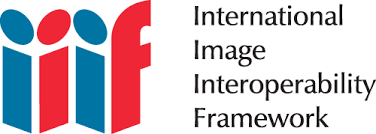 iiif
International
Image
Interoperability
Framework